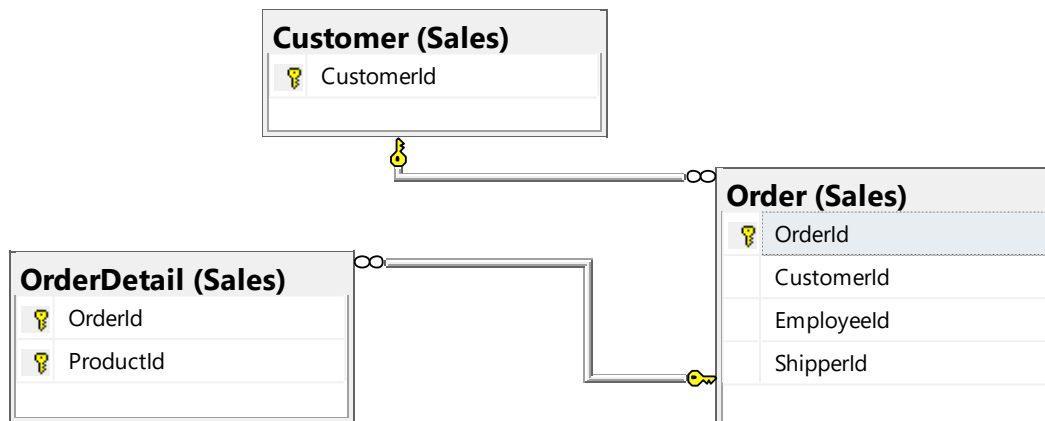 Customer (Sales)
CustomerId
Order (Sales)
OrderId
CustomerId
EmployeeId
ShipperId
OrderDetail (Sales)
OrderId
ProductId